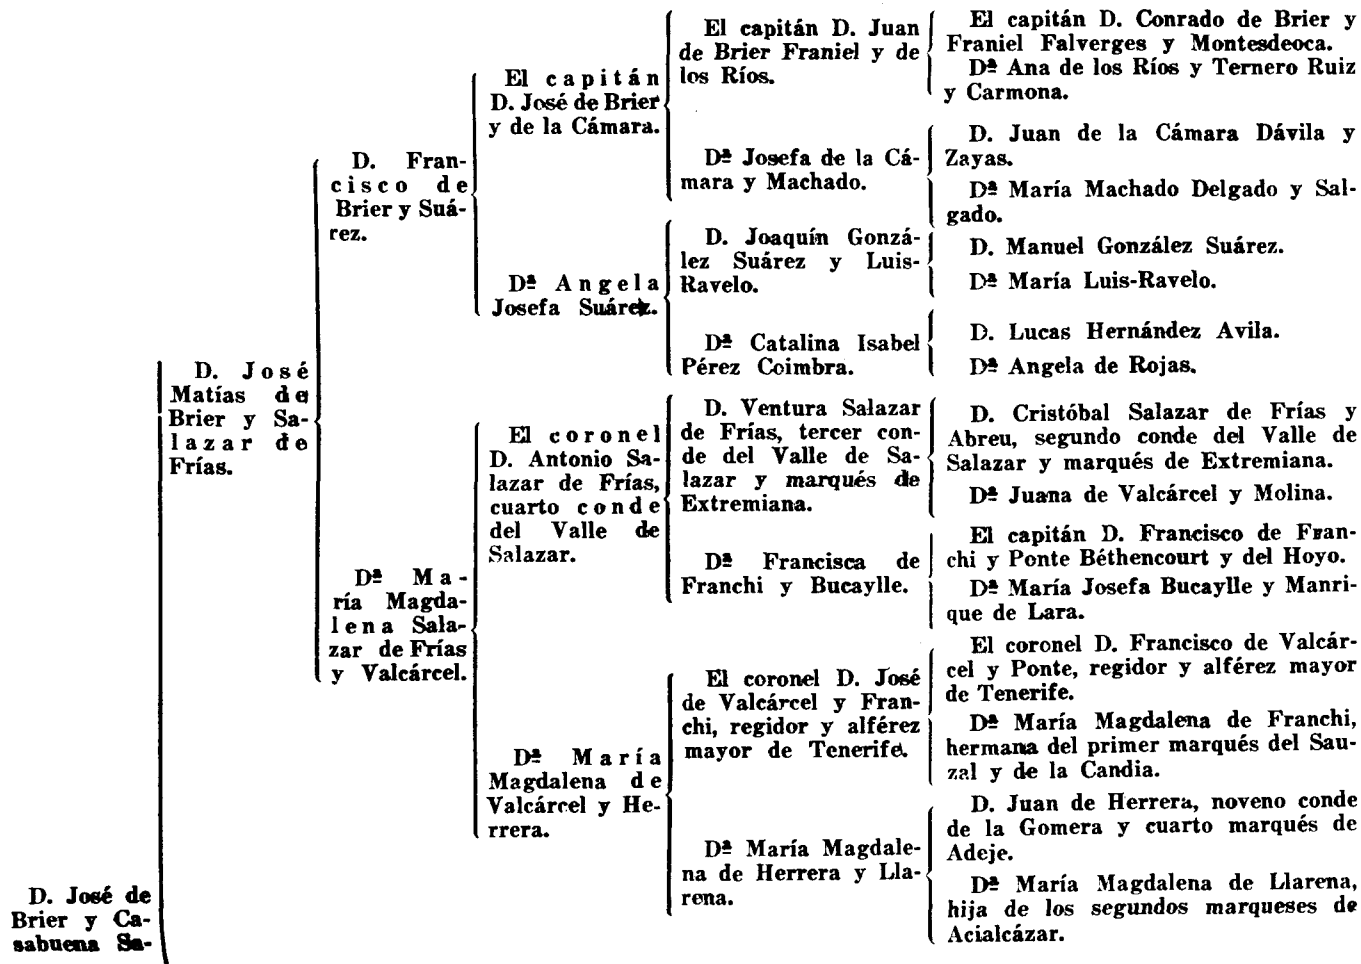 El capitán D. Juan
de Brier Franiel y de
los Ríos.
El capitán D. Conrado de Brier y
Franiel Falverges y Montesdeoca.
Dª Ana de los Ríos y Ternero Ruiz
y Carmona.
El capitán
D. José de Brier
y de la Cámara.
Dª Josefa de la Cá-
mara y Machado.
D. Juan de la Cámara Dávila y
Zayas.
Dª María Machado Delgado y Sal-
gado.
D. Fran-
cisco de
Brier y Suá-
rez.
D. Joaquín Gonzá-
lez Suárez y Luis-
Ravelo.
D. Manuel González Suárez.
Dª María Luis-Ravelo.
Dª Angela
Josefa Suárez.
Dª Catalina Isabel
Pérez Coimbra.
D. Lucas Hernández Avila.
Dª Angela de Rojas.
D. José
Matías de
Brier y Sa-
lazar de
Frías.
D. Ventura Salazar
de Frías, tercer con-
de del Valle de Sa-
lazar y marqués de
Extremiana.
D. Cristóbal Salazar de Frías y
Abreu, segundo conde del Valle de
Salazar y marqués de Extremiana.
Dª Juana de Valcárcel y Molina.
El coronel
D. Antonio Sa-
lazar de Frías,
cuarto conde
del Valle de
Salazar.
Dª Francisca de
Franchi y Bucaylle.
El capitán D. Francisco de Fran-
chi y Ponte Béthencourt y del Hoyo.
Dª María Josefa Bucaylle y Manri-
que de Lara.
Dª Ma-
ría Magda-
lena Sala-
zar de Frías
y Valcárcel.
El coronel D. José
de Valcárcel y Fran-
chi, regidor y alférez
mayor de Tenerife.
El coronel D. Francisco de Valcár-
cel y Ponte, regidor y alférez mayor
de Tenerife.
Dª María Magdalena de Franchi,
hermana del primer marqués del Sau-
zal y de la Candia.
Dª María
Magdalena de
Valcárcel y He-
rrera.
Dª María Magdale-
na de Herrera y Lla-
rena.
D. Juan de Herrera, noveno conde
de la Gomera y cuarto marqués de
Adeje.
Dª María Magdalena de Llarena,
hija de los segundos marqueses de
Acialcázar.
D. José de
Brier y Ca-
sabuena Sa-